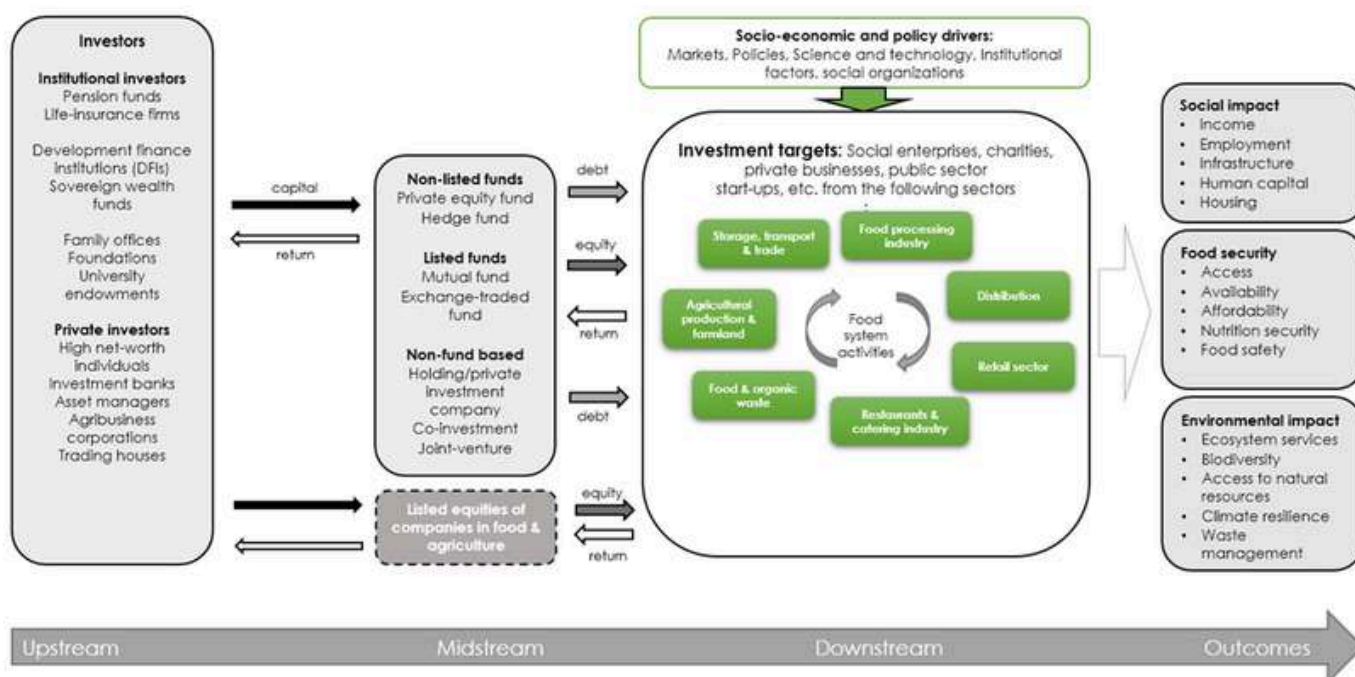 Investors
Institutional investors
Pension funds
Life-insurance firms
Development finance
institutions (DFIs)
Sovereign wealth
funds
Family offices
Foundations
University
endowments
Private investors
High net-worth
individuals
Investment banks
Asset managers
Agribusiness
corporations
Trading houses
capital
return
Non-listed funds
Private equity fund
Hedge fund
Listed funds
Mutual fund
Exchange-traded
fund
Non-fund based
Holding/private
investment
company
Co-investment
Joint-venture
Listed equities of
companies in food &
agriculture
debt
equity
return
debt
equity
return
Socio-economic and policy drivers:
Markets, Policies, Science and technology, Institutional
factors, social organizations
Investment targets: Social enterprises, charities,
private businesses, public sector
start-ups, etc. from the following sectors
:
Storage, transport
& trade
Food processing
industry
Agricultural
production &
farmland
Distribution
Food
system
activities
Retail sector
Food & organic
waste
Restaurants &
catering industry
Social impact
• Income
• Employment
• Infrastructure
• Human capital
• Housing
Food security
• Access
• Availability
• Affordability
• Nutrition security
• Food safety
Environmental impact
• Ecosystem services
• Biodiversity
• Access to natural
resources
• Climate resilience
• Waste
management
Upstream
Midstream
Downstream
Outcomes